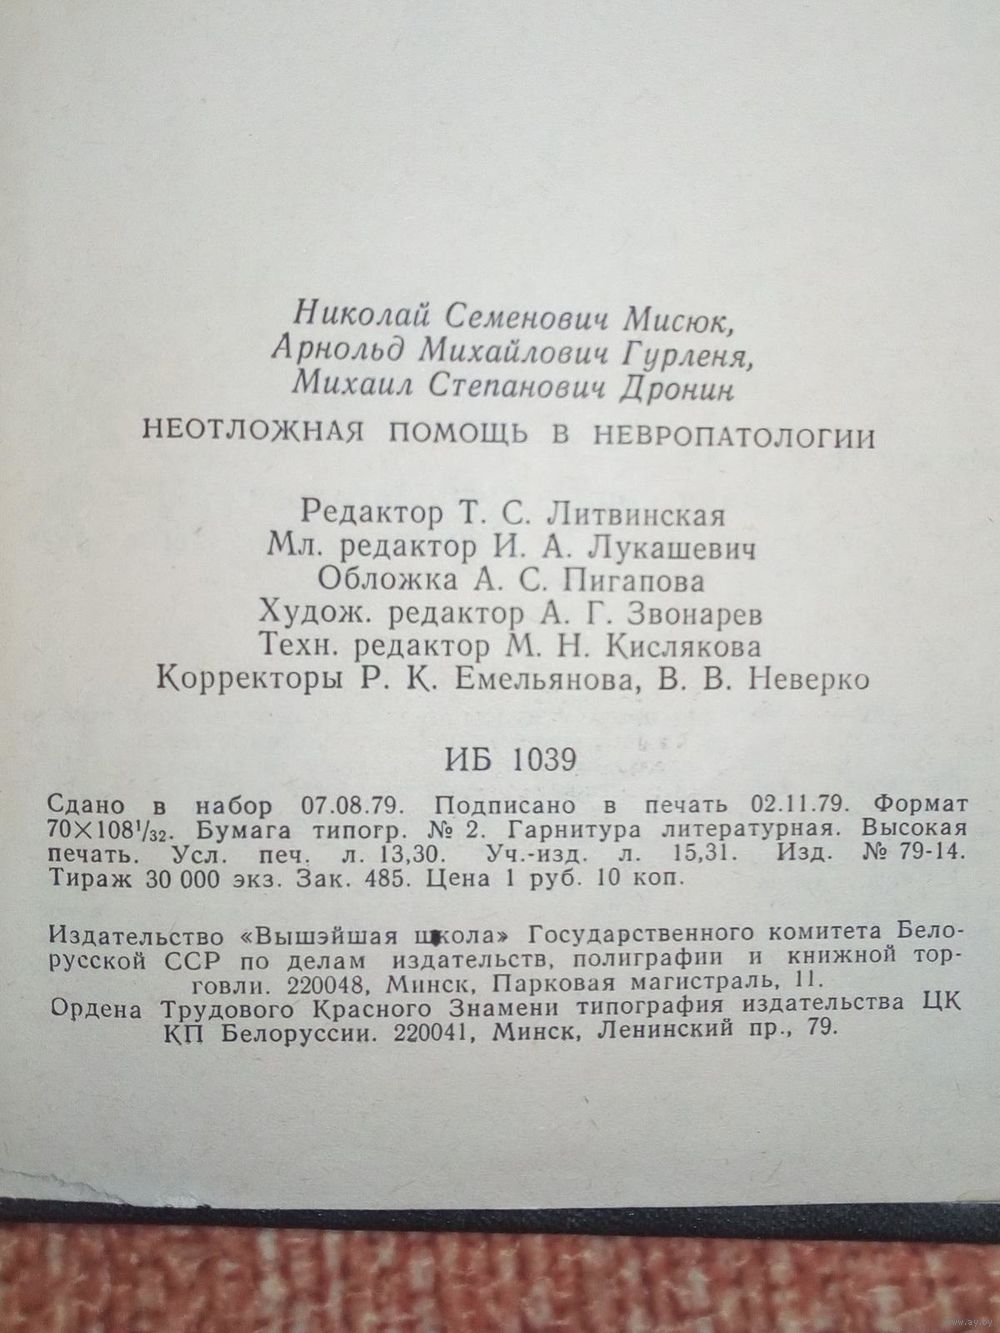 Николай Семенович Мисюк,
Арнольд Михайлович Гурленя,
Михаил Степанович Дронин
НЕОТЛОЖНАЯ ПОМОЩЬ В НЕВРОПАТОЛОГИИ
Редактор Т. С. Литвинская
Мл. редактор И. А. Лукашевич
Обложка А. С. Пигапова
Худож. редактор А. Г. Звонарев
Техн. редактор М. Н. Кислякова
Корректоры Р. К. Емельянова, В. В. Неверко
ИБ 1039
Сдано в набор 07.08.79. Подписано в печать 02.11.79. Формат
70×108¹/₃₂. Бумага типогр. № 2. Гарнитура литературная. Высокая
печать. Усл. печ. л. 13,30. Уч.-изд. л. 15,31. Изд. № 79-14.
Тираж 30 000 экз. Зак. 485. Цена 1 руб. 10 коп.
Издательство «Вышэйшая школа» Государственного комитета Бело-
русской ССР по делам издательств, полиграфии и книжной тор-
говли. 220048, Минск, Парковая магистраль, 11.
Ордена Трудового Красного Знамени типография издательства ЦК
КП Белоруссии. 220041, Минск, Ленинский пр., 79.
www.ay.by